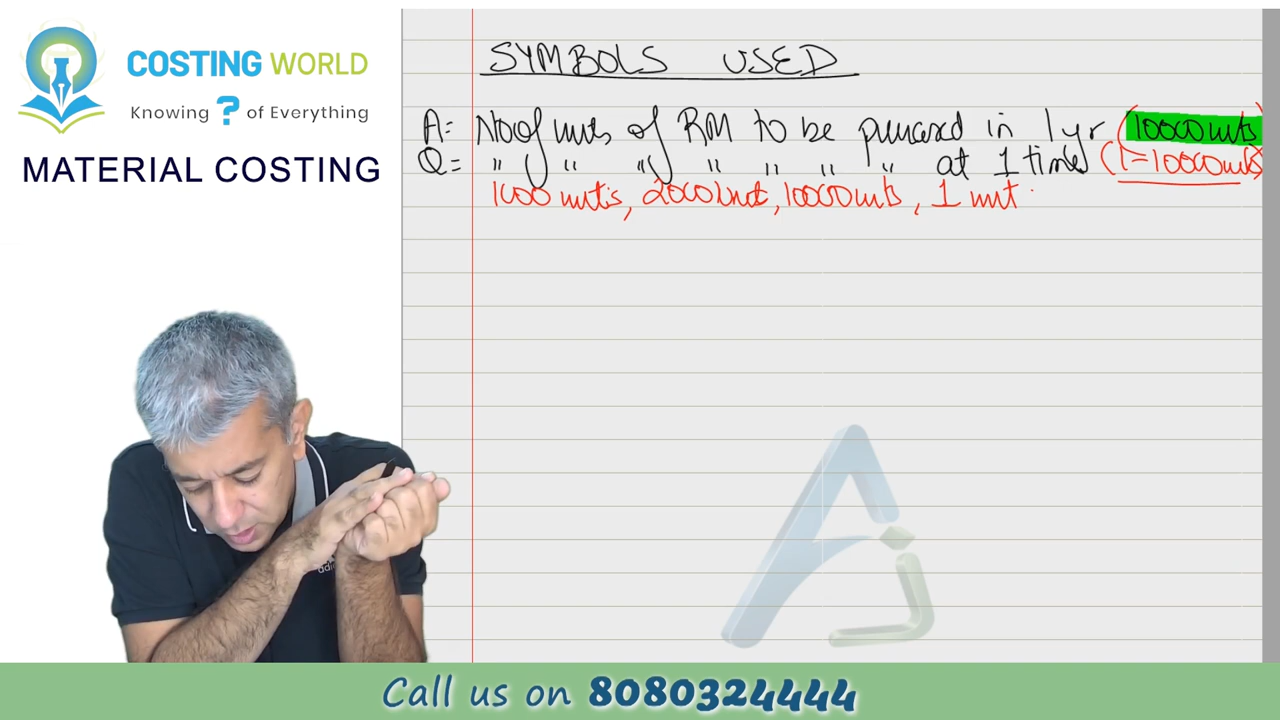 COSTING WORLD
Knowing ? of Everything
MATERIAL COSTING
SYMBOLS USED
A= No of units of RM to be purcased in 1 yr (10000 units)
Q= " " " " " " " at 1 time (1–10000 units)
1000 units, 2000 unit, 10000 units, 1 unit
Call us on 8080324444